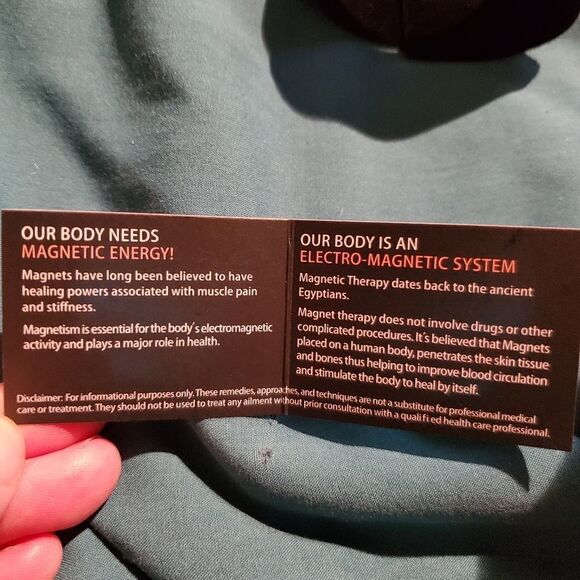 OUR BODY NEEDS
MAGNETIC ENERGY!
Magnets have long been believed to have
healing powers associated with muscle pain
and stiffness.
Magnetism is essential for the body's electromagnetic
activity and plays a major role in health.
OUR BODY IS AN
ELECTRO-MAGNETIC SYSTEM
Magnetic Therapy dates back to the ancient
Egyptians.
Magnet therapy does not involve drugs or other
complicated procedures. It's believed that Magnets
placed on a human body, penetrates the skin tissue
and bones thus helping to improve blood circulation
and stimulate the body to heal by itself.
Disclaimer: For informational purposes only. These remedies, approaches, and techniques are not a substitute for professional medical
care or treatment. They should not be used to treat any ailment without prior consultation with a qualified health care professional.